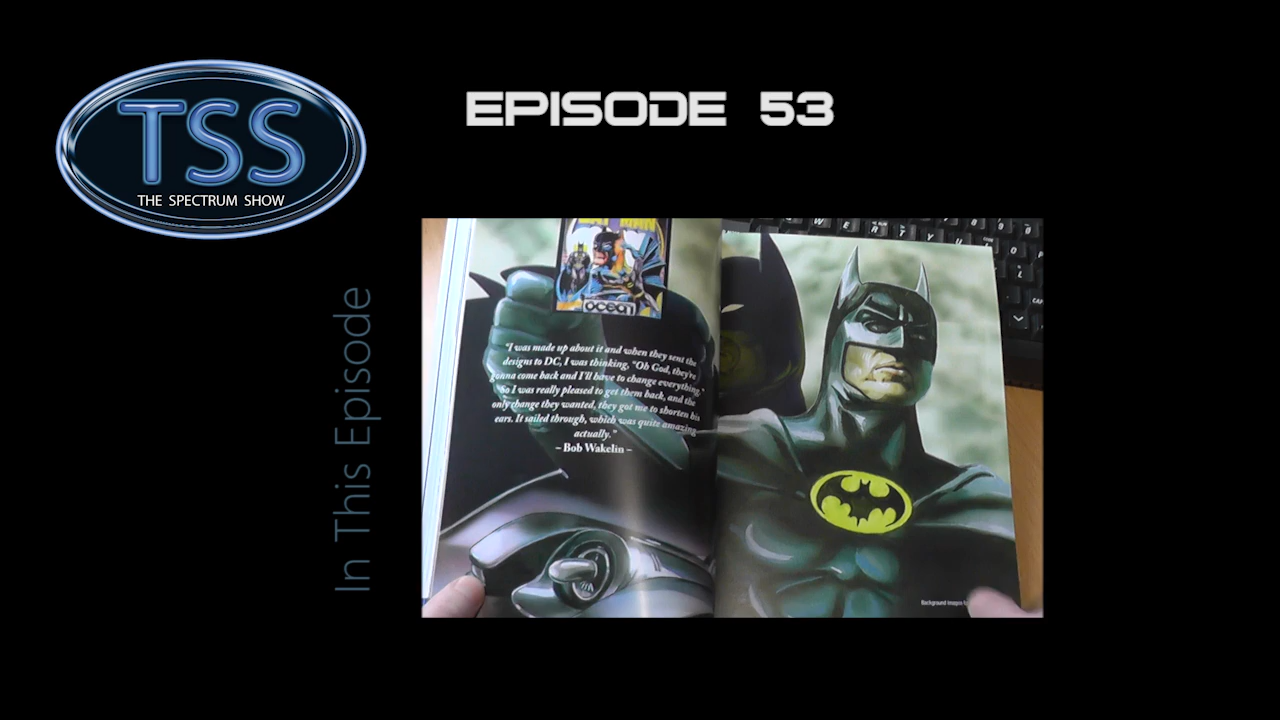 TSS
THE SPECTRUM SHOW
EPISODE 53
In This Episode
BATMAN
ocean
"I was made up about it and when they sent the
designs to DC, I was thinking, "Oh God, they're
gonna come back and I'll have to change everything."
"So I was really pleased to get them back, and the
only change they wanted, they got me to shorten his
ears. It sailed through, which was quite amazing
actually."
– Bob Wakelin –
Background images